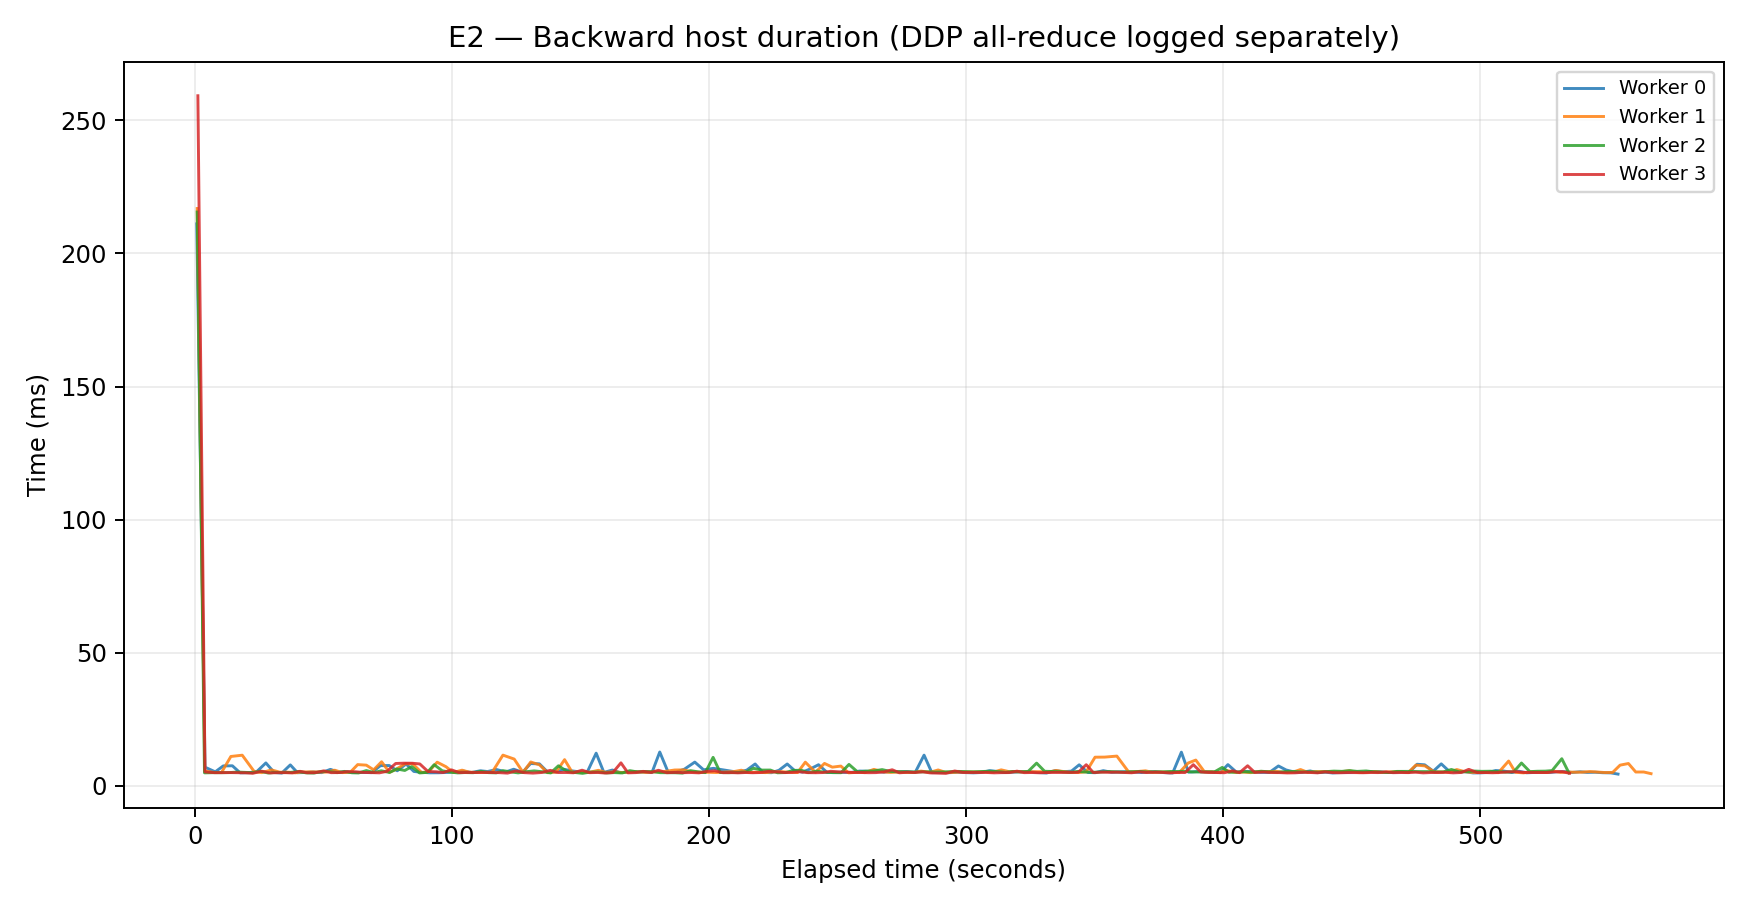 E2 — Backward host duration (DDP all-reduce logged separately)
Time (ms)
250
200
150
100
50
0
0 100 200 300 400 500
Elapsed time (seconds)
Worker 0
Worker 1
Worker 2
Worker 3